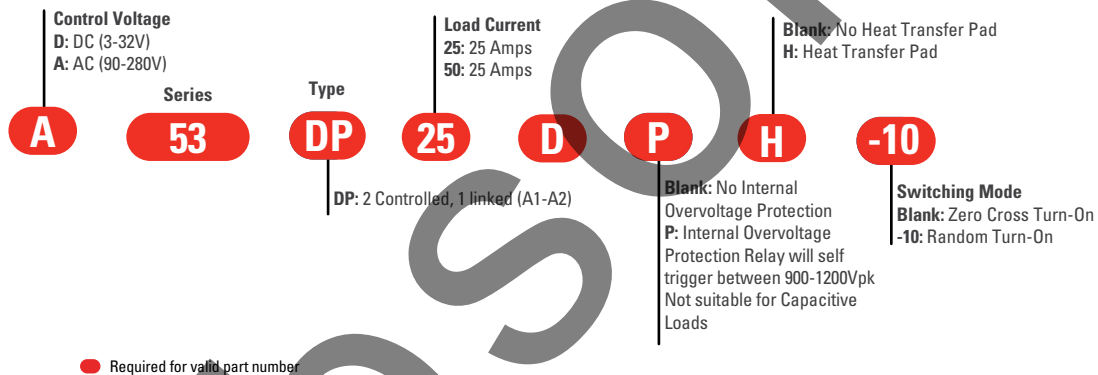 Control Voltage
D: DC (3-32V)
A: AC (90-280V)
Series
Type
Load Current
25: 25 Amps
50: 25 Amps
Blank: No Heat Transfer Pad
H: Heat Transfer Pad
A 53 DP 25 D P H -10
DP: 2 Controlled, 1 linked (A1-A2)
Blank: No Internal
Overvoltage Protection
P: Internal Overvoltage
Protection Relay will self
trigger between 900-1200Vpk
Not suitable for Capacitive
Loads
Switching Mode
Blank: Zero Cross Turn-On
-10: Random Turn-On
Required for valid part number